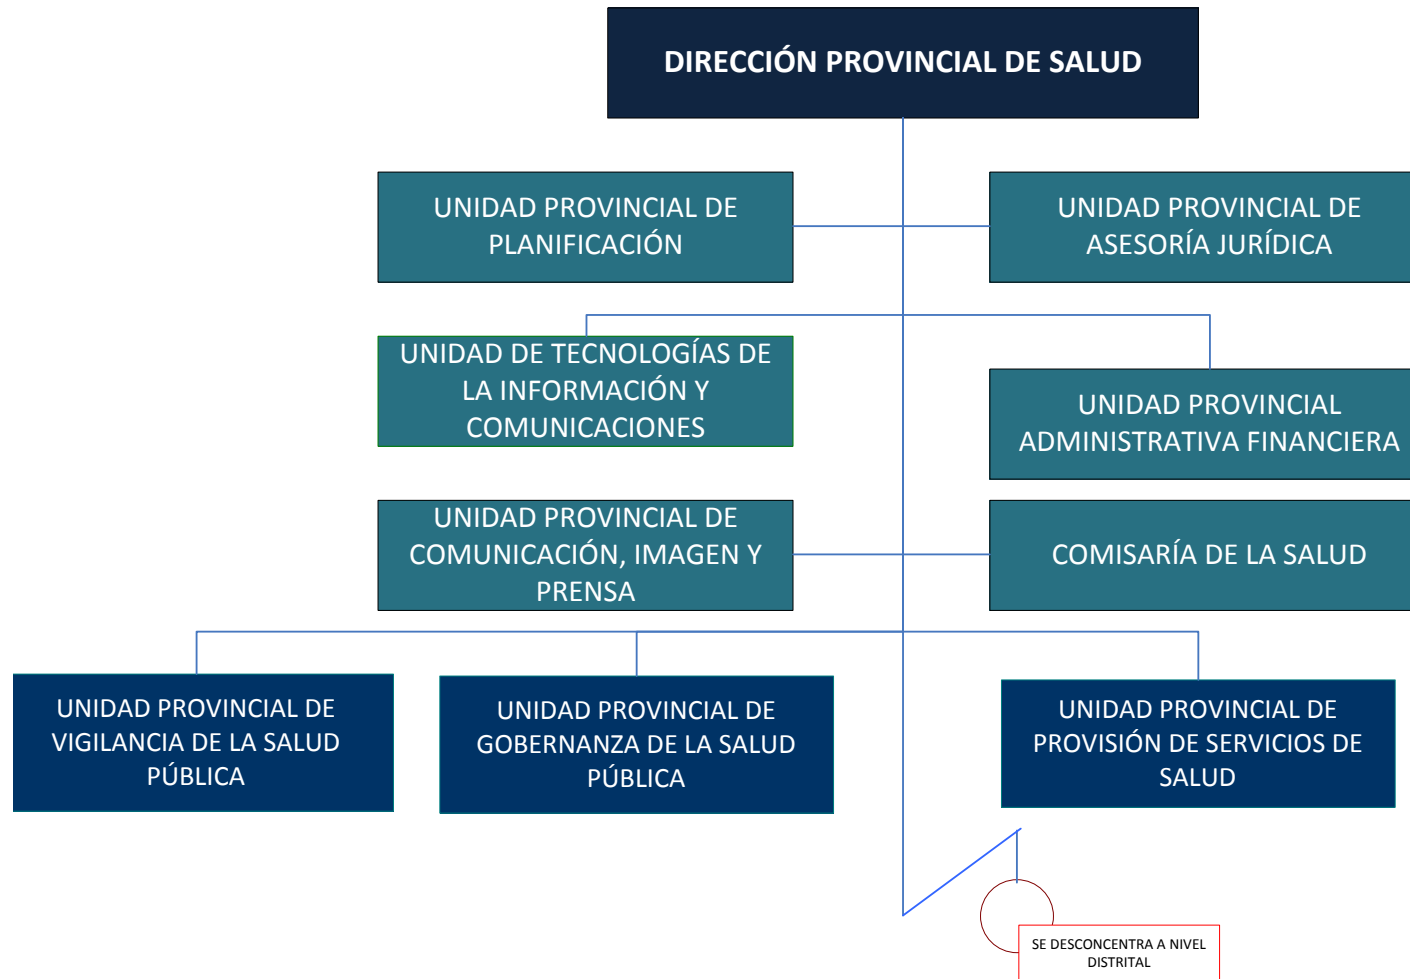 DIRECCIÓN PROVINCIAL DE SALUD
UNIDAD PROVINCIAL DE
PLANIFICACIÓN
UNIDAD PROVINCIAL DE
ASESORÍA JURÍDICA
UNIDAD DE TECNOLOGÍAS DE
LA INFORMACIÓN Y
COMUNICACIONES
UNIDAD PROVINCIAL
ADMINISTRATIVA FINANCIERA
UNIDAD PROVINCIAL DE
COMUNICACIÓN, IMAGEN Y
PRENSA
COMISARÍA DE LA SALUD
UNIDAD PROVINCIAL DE
VIGILANCIA DE LA SALUD
PÚBLICA
UNIDAD PROVINCIAL DE
GOBERNANZA DE LA SALUD
PÚBLICA
UNIDAD PROVINCIAL DE
PROVISIÓN DE SERVICIOS DE
SALUD
SE DESCONCENTRA A NIVEL
DISTRITAL